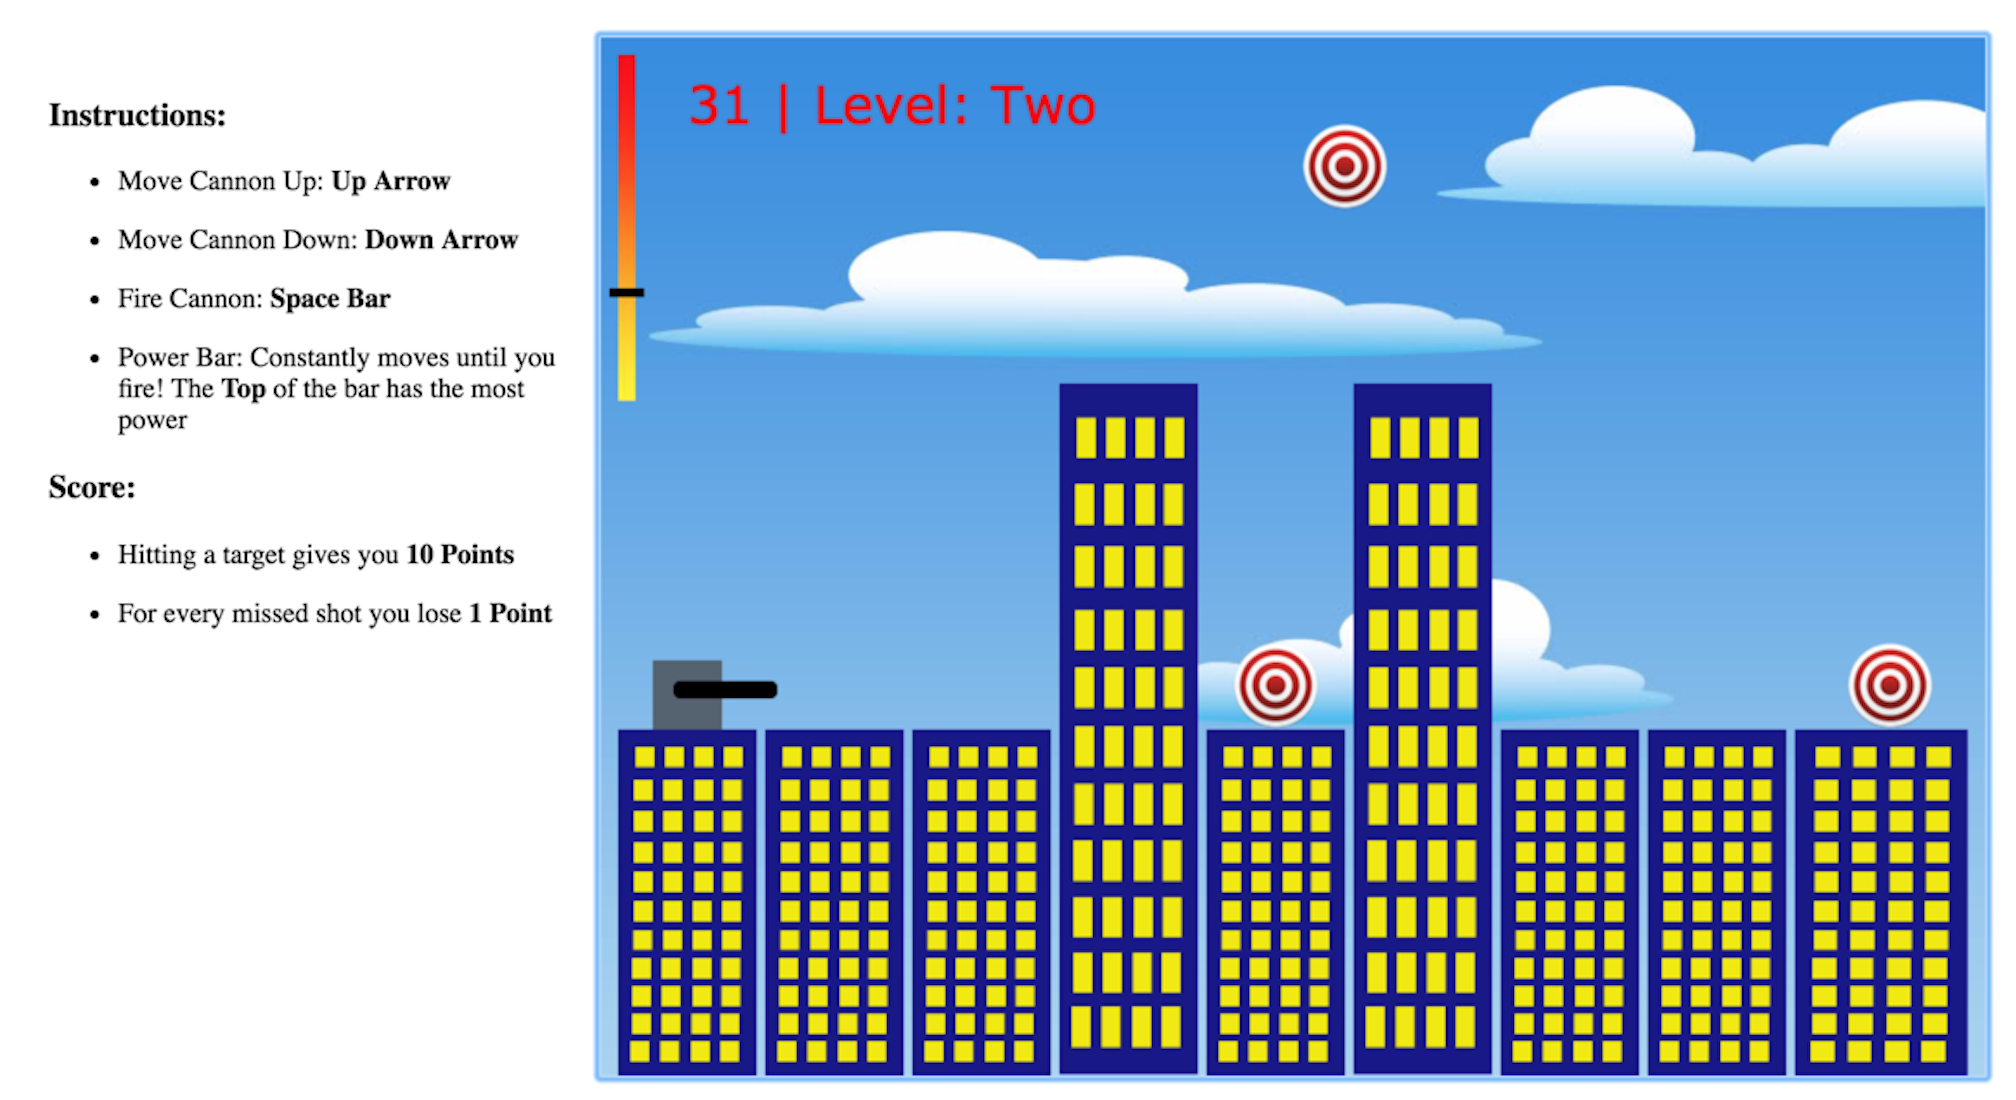 Instructions:
Move Cannon Up: Up Arrow
Move Cannon Down: Down Arrow
Fire Cannon: Space Bar
Power Bar: Constantly moves until you
fire! The Top of the bar has the most
power
Score:
Hitting a target gives you 10 Points
For every missed shot you lose 1 Point
31 | Level: Two